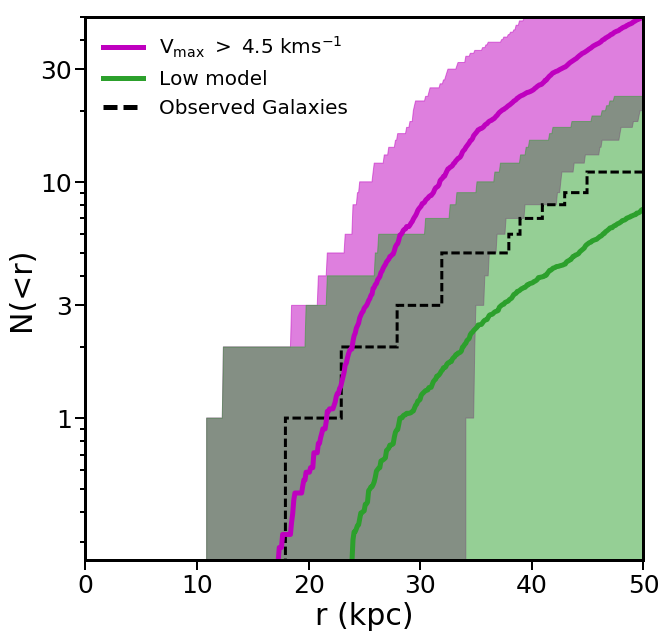 V_max > 4.5 kms⁻¹
Low model
Observed Galaxies
N(<r)
30
10
3
1
0 10 20 30 40 50
r (kpc)